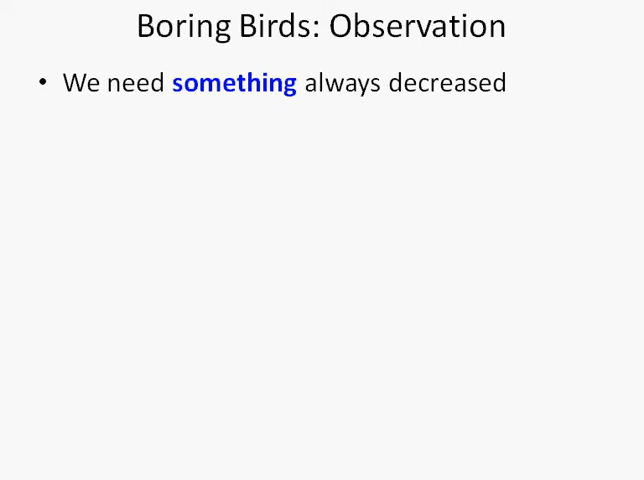 Boring Birds: Observation
• We need something always decreased